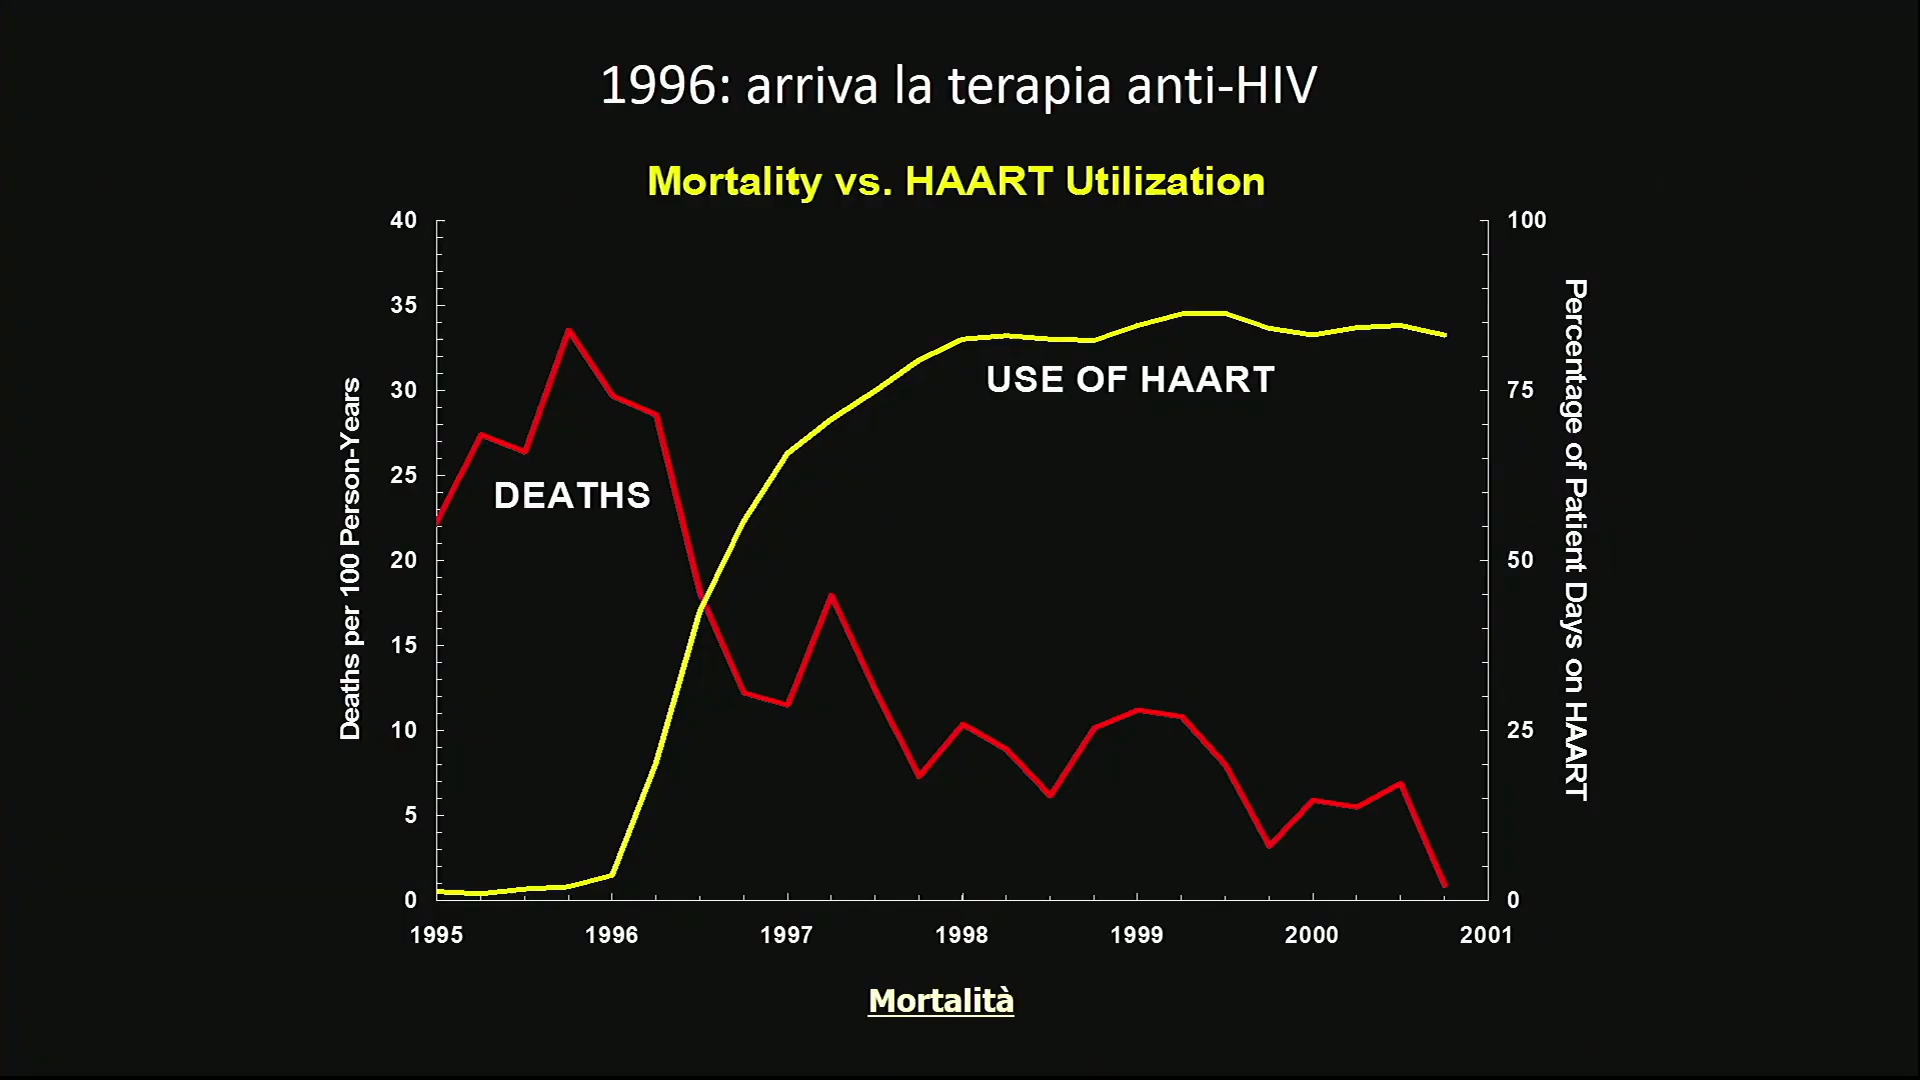 1996: arriva la terapia anti-HIV
Mortality vs. HAART Utilization
40
35
30
25
20
15
10
5
0
Deaths per 100 Person-Years
DEATHS
USE OF HAART
100
75
50
25
0
Percentage of Patient Days on HAART
1995 1996 1997 1998 1999 2000 2001
Mortalità